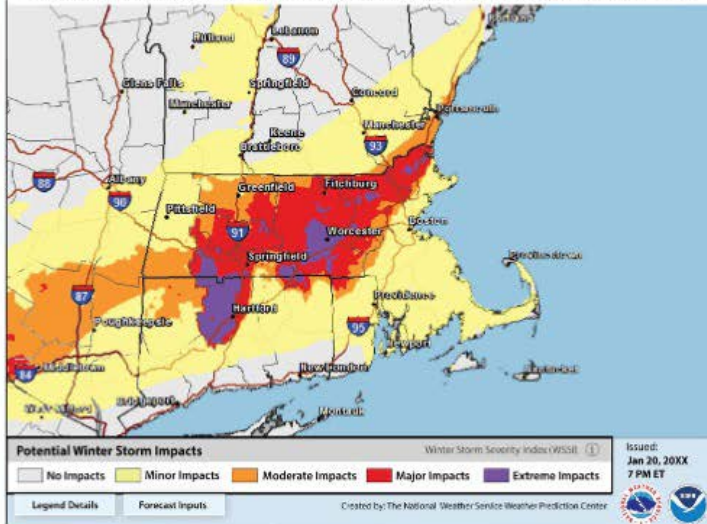 Rutland
Lebanon
89
Glens Falls
Springfield
Manchester
Concord
Portsmouth
Manchester
Keene
Brattleboro
93
88
Albany
90
Greenfield
Fitchburg
Pittsfield
91
Worcester
Boston
Springfield
Provincetown
87
Hartford
Providence
Poughkeepsie
95
Newport
84
Middletown
New London
Nantucket
Bridgeport
Montauk
Potential Winter Storm Impacts
Winter Storm Severity Index (WSSI)
No Impacts
Minor Impacts
Moderate Impacts
Major Impacts
Extreme Impacts
Issued:
Jan 20, 20XX
7 PM ET
Legend Details
Forecast Inputs
Created by: The National Weather Service Weather Prediction Center